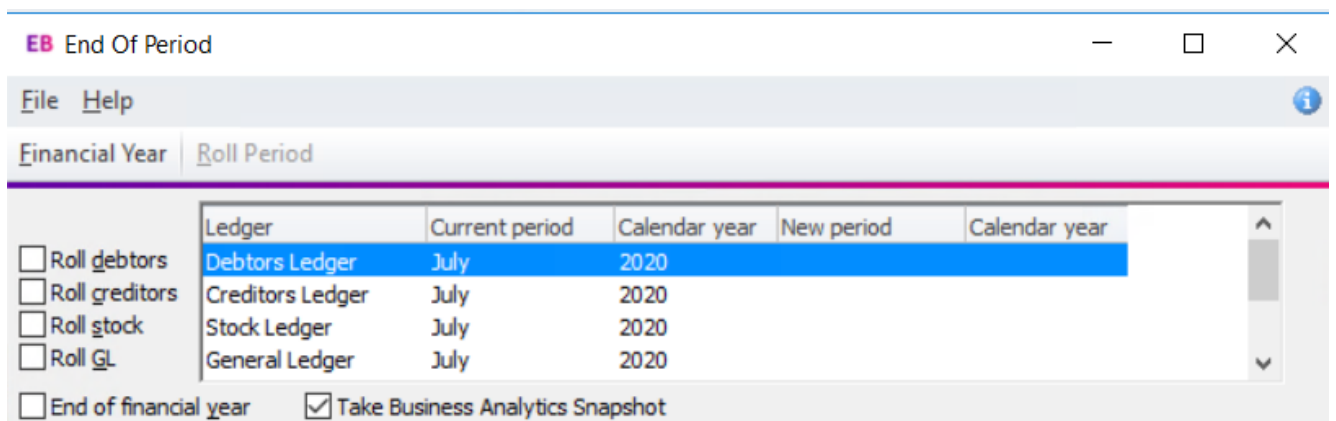 EB End Of Period
File Help
Financial Year Roll Period
Ledger Current period Calendar year New period Calendar year
Roll debtors Debtors Ledger July 2020
Roll creditors Creditors Ledger July 2020
Roll stock Stock Ledger July 2020
Roll GL General Ledger July 2020
End of financial year Take Business Analytics Snapshot